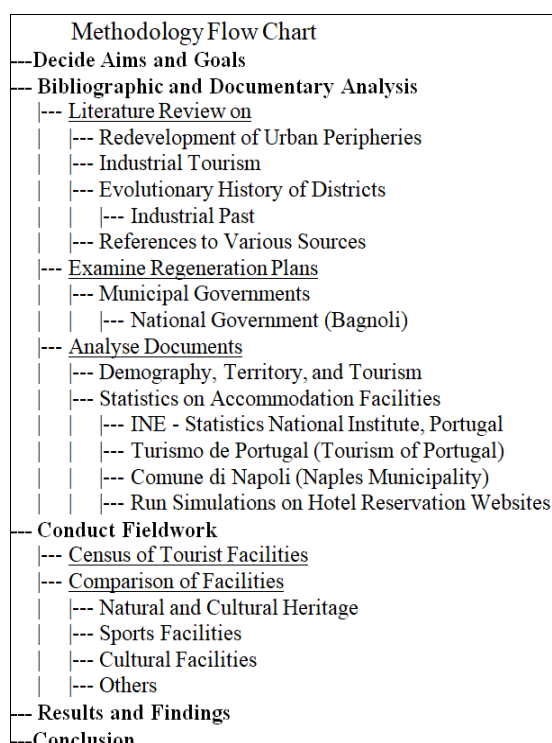 Methodology Flow Chart
---Decide Aims and Goals
--- Bibliographic and Documentary Analysis
|--- Literature Review on
| |--- Redevelopment of Urban Peripheries
| |--- Industrial Tourism
| |--- Evolutionary History of Districts
| | |--- Industrial Past
| |--- References to Various Sources
|--- Examine Regeneration Plans
| |--- Municipal Governments
| | |--- National Government (Bagnoli)
|--- Analyse Documents
| |--- Demography, Territory, and Tourism
| |--- Statistics on Accommodation Facilities
| | |--- INE - Statistics National Institute, Portugal
| | |--- Turismo de Portugal (Tourism of Portugal)
| | |--- Comune di Napoli (Naples Municipality)
| | |--- Run Simulations on Hotel Reservation Websites
--- Conduct Fieldwork
|--- Census of Tourist Facilities
|--- Comparison of Facilities
| |--- Natural and Cultural Heritage
| |--- Sports Facilities
| |--- Cultural Facilities
| |--- Others
--- Results and Findings
---Conclusion